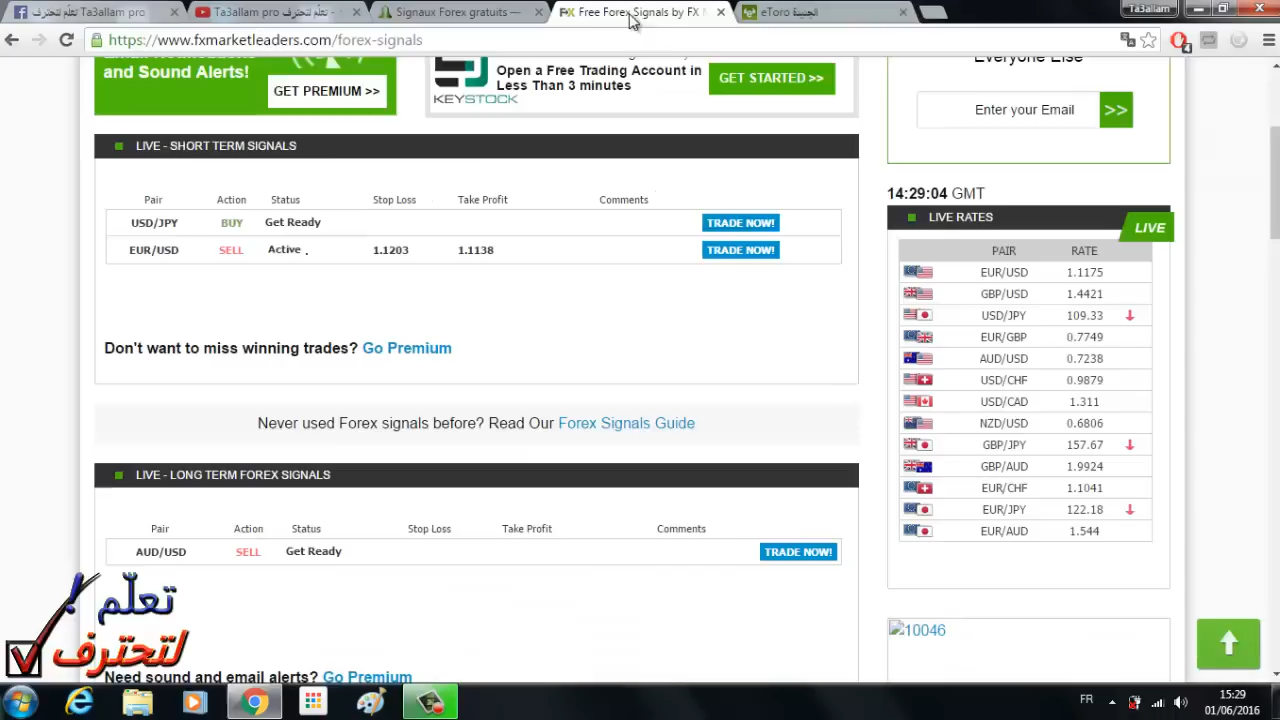 Ta3allam pro
Ta3allam pro تعلّم لتحترف -
Signaux Forex gratuits —
Free Forex Signals by FX M
eToro الجنسية
Ta3allam
https://www.fxmarketleaders.com/forex-signals
and Sound Alerts!
GET PREMIUM >>
KEYSTOCK
Open a Free Trading Account in
Less Than 3 minutes
GET STARTED >>
Everyone Else
Enter your Email >>
LIVE - SHORT TERM SIGNALS
Pair Action Status Stop Loss Take Profit Comments
USD/JPY BUY Get Ready TRADE NOW!
EUR/USD SELL Active . 1.1203 1.1138 TRADE NOW!
Don't want to miss winning trades? Go Premium
Never used Forex signals before? Read Our Forex Signals Guide
LIVE - LONG TERM FOREX SIGNALS
Pair Action Status Stop Loss Take Profit Comments
AUD/USD SELL Get Ready TRADE NOW!
Need sound and email alerts? Go Premium
14:29:04 GMT
LIVE RATES
LIVE
PAIR RATE
EUR/USD 1.1175
GBP/USD 1.4421
USD/JPY 109.33
EUR/GBP 0.7749
AUD/USD 0.7238
USD/CHF 0.9879
USD/CAD 1.311
NZD/USD 0.6806
GBP/JPY 157.67
GBP/AUD 1.9924
EUR/CHF 1.1041
EUR/JPY 122.18
EUR/AUD 1.544
10046
تعلّم !
لتحترف
FR
15:29
01/06/2016